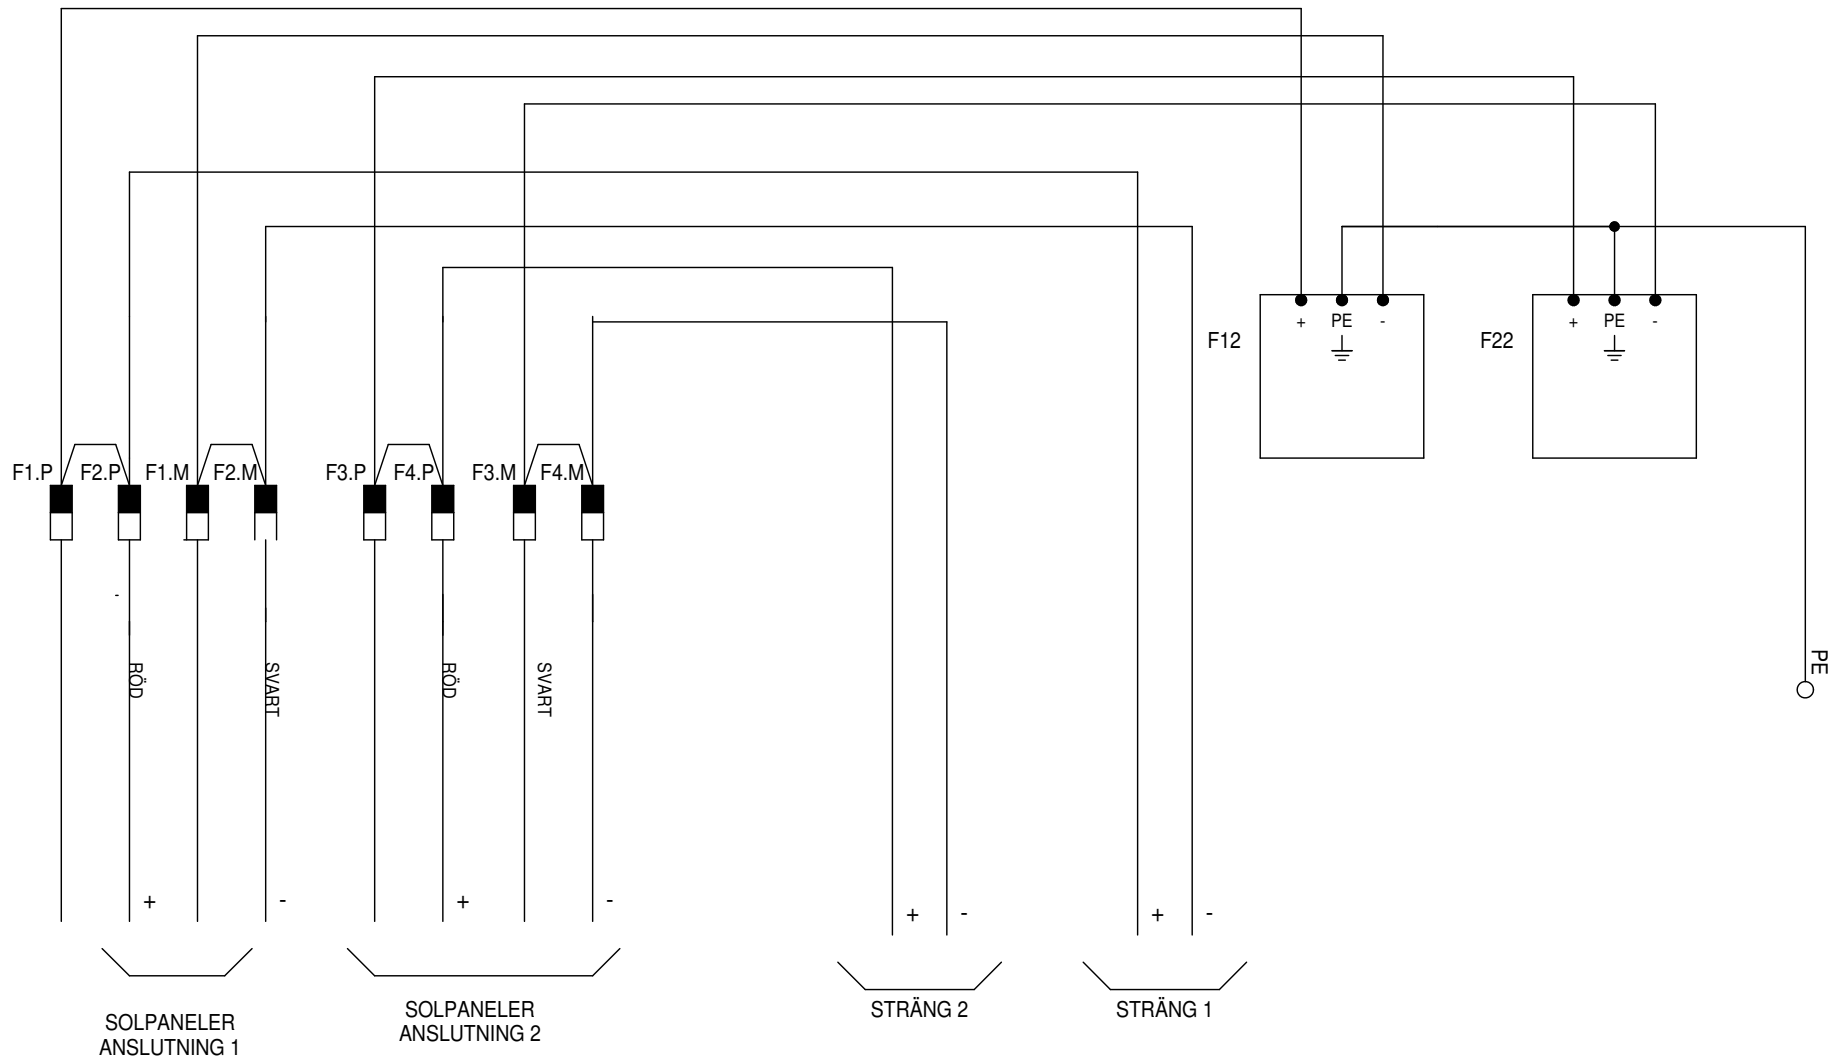 + PE -
+ PE -
F12
F22
F1.P F2.P F1.M F2.M F3.P F4.P F3.M F4.M
-
RÖD
SVART
RÖD
SVART
PE
+ - + -
+ - + -
SOLPANELER
ANSLUTNING 1
SOLPANELER
ANSLUTNING 2
STRÄNG 2
STRÄNG 1